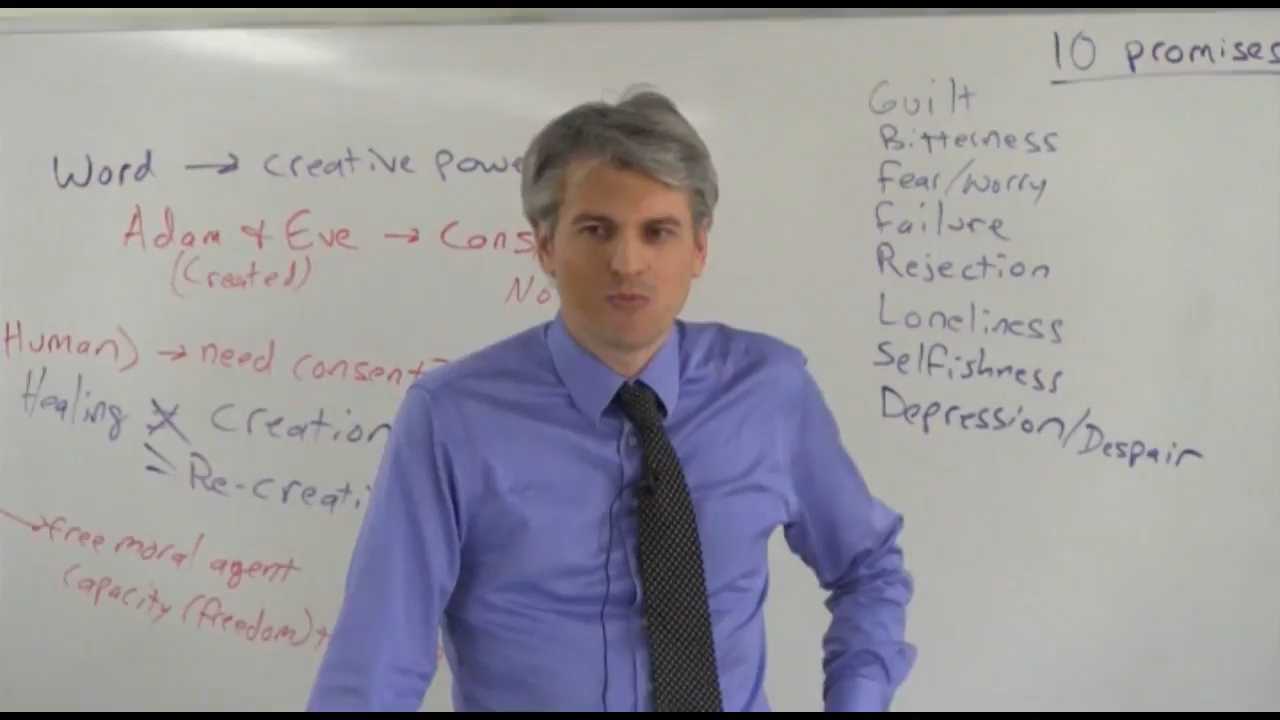 10 promises
Guilt
Bitterness
Fear/Worry
Failure
Rejection
Loneliness
Selfishness
Depression/Despair
Word → creative powe
Adam & Eve → Cons
(Created)
No
Human) → need consent?
Healing X Creation
= Re-creati
→ free moral agent
capacity (freedom) +